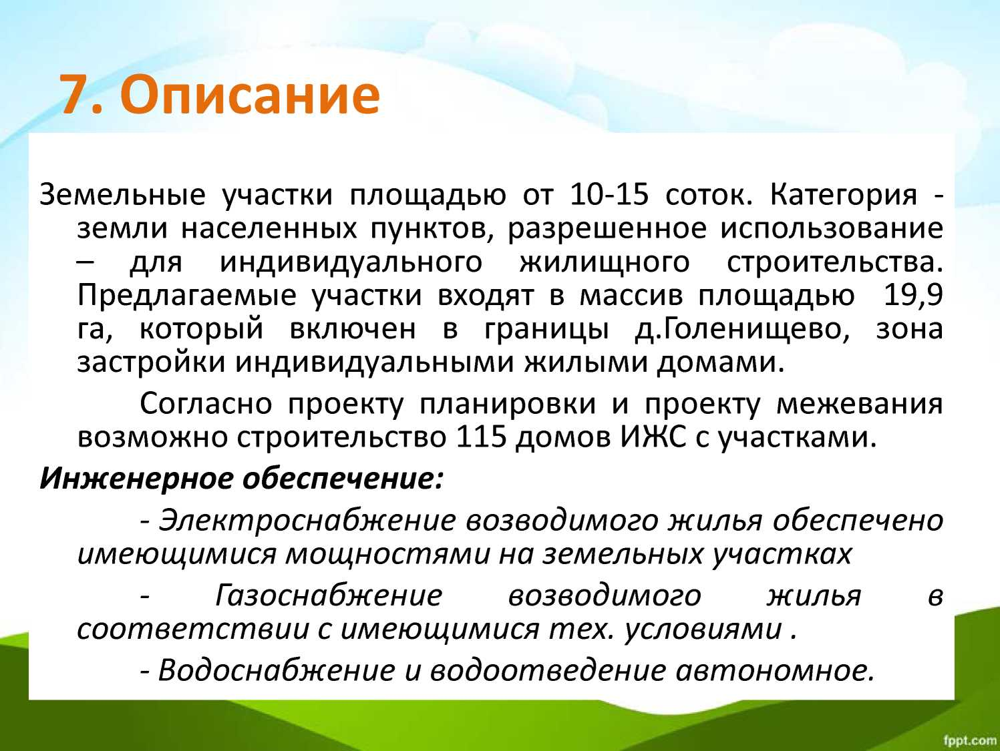 7. Описание
Земельные участки площадью от 10-15 соток. Категория -
земли населенных пунктов, разрешенное использование
– для индивидуального жилищного строительства.
Предлагаемые участки входят в массив площадью 19,9
га, который включен в границы д.Голенищево, зона
застройки индивидуальными жилыми домами.
Согласно проекту планировки и проекту межевания
возможно строительство 115 домов ИЖС с участками.
Инженерное обеспечение:
- Электроснабжение возводимого жилья обеспечено
имеющимися мощностями на земельных участках
- Газоснабжение возводимого жилья в
соответствии с имеющимися тех. условиями .
- Водоснабжение и водоотведение автономное.
fppt.com